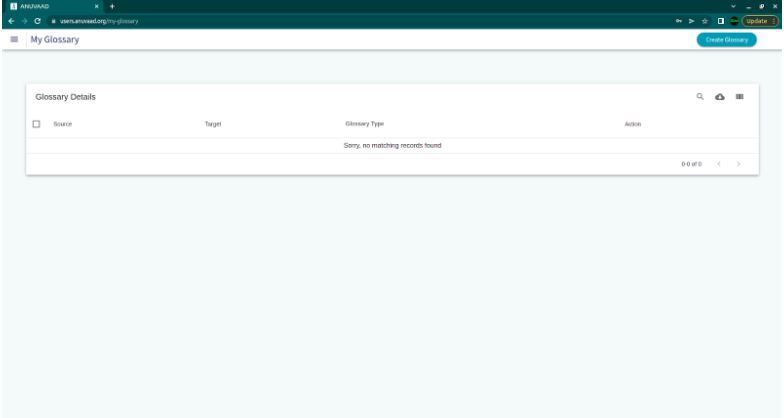 ANUVAAD
users.anuvaad.org/my-glossary
Update
My Glossary
Create Glossary
Glossary Details
Source Target Glossary Type Action
Sorry, no matching records found
0-0 of 0